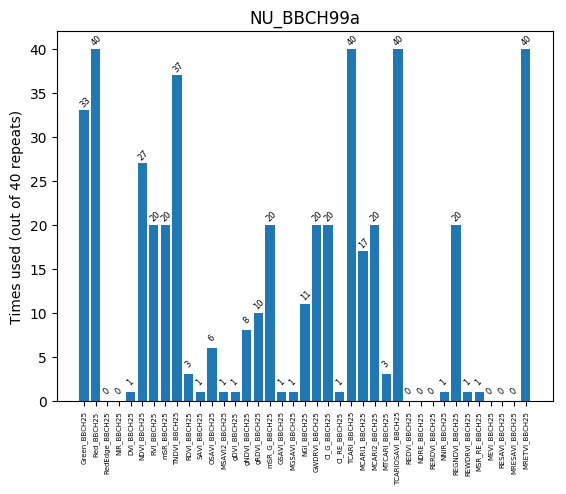 NU_BBCH99a
Times used (out of 40 repeats)
40
35
30
25
20
15
10
5
0
33
40
0
0
1
27
20
20
37
3
1
6
1
1
8
10
20
1
1
11
20
20
1
40
17
20
3
40
0
0
0
1
20
1
1
0
0
0
40
Green_BBCH25
Red_BBCH25
RedEdge_BBCH25
NIR_BBCH25
DVI_BBCH25
NDVI_BBCH25
RVI_BBCH25
mSR_BBCH25
TNDVI_BBCH25
RDVI_BBCH25
SAVI_BBCH25
OSAVI_BBCH25
MSAVI2_BBCH25
gDVI_BBCH25
gNDVI_BBCH25
gRDVI_BBCH25
mSR_G_BBCH25
GSAVI_BBCH25
MGSAVI_BBCH25
NGI_BBCH25
GWDRVI_BBCH25
CI_G_BBCH25
CI_RE_BBCH25
TCARI_BBCH25
MCARI1_BBCH25
MCARI2_BBCH25
MTCARI_BBCH25
TCARIOSAVI_BBCH25
REDVI_BBCH25
NDRE_BBCH25
RERDVI_BBCH25
NNIR_BBCH25
REGNDVI_BBCH25
REWDRVI_BBCH25
MSR_RE_BBCH25
MEVI_BBCH25
RESAVI_BBCH25
MRESAVI_BBCH25
MRETVI_BBCH25